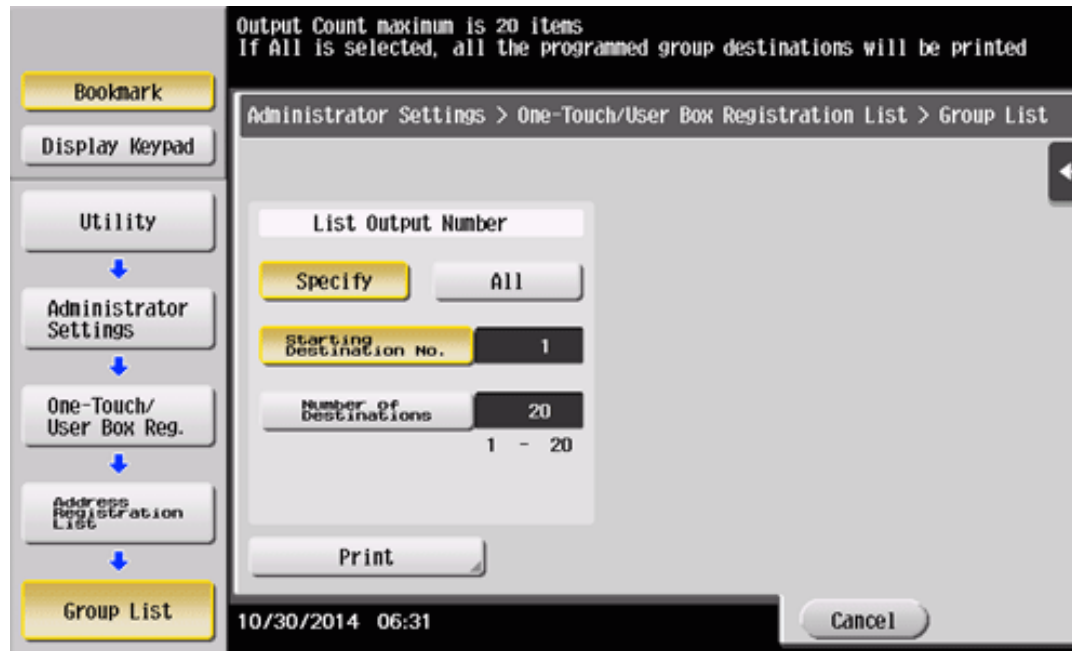 Output Count maximum is 20 items
If All is selected, all the programmed group destinations will be printed
Bookmark
Display Keypad
Utility
Administrator
Settings
One-Touch/
User Box Reg.
Address
Registration
List
Group List
Administrator Settings > One-Touch/User Box Registration List > Group List
List Output Number
Specify
All
Starting
Destination No.
1
Number of
Destinations
20
1 - 20
Print
10/30/2014 06:31
Cancel